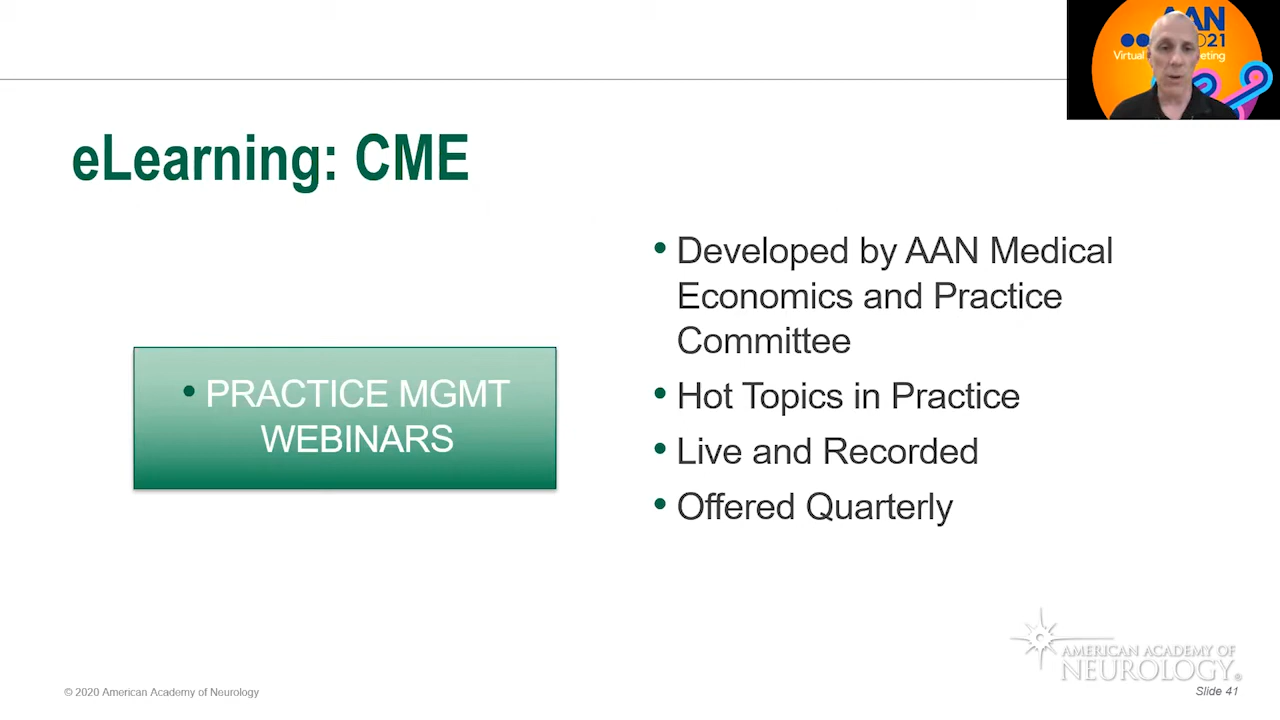 AAN
2021
Virtual
eLearning: CME
• Developed by AAN Medical
Economics and Practice
Committee
• Hot Topics in Practice
• Live and Recorded
• Offered Quarterly
• PRACTICE MGMT
WEBINARS
AMERICAN ACADEMY OF
NEUROLOGY®
© 2020 American Academy of Neurology
Slide 41